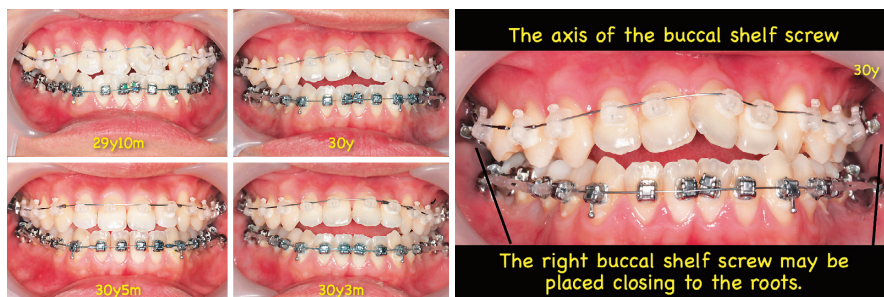 29y10m
30y
30y5m
30y3m
The axis of the buccal shelf screw
30y
The right buccal shelf screw may be
placed closing to the roots.